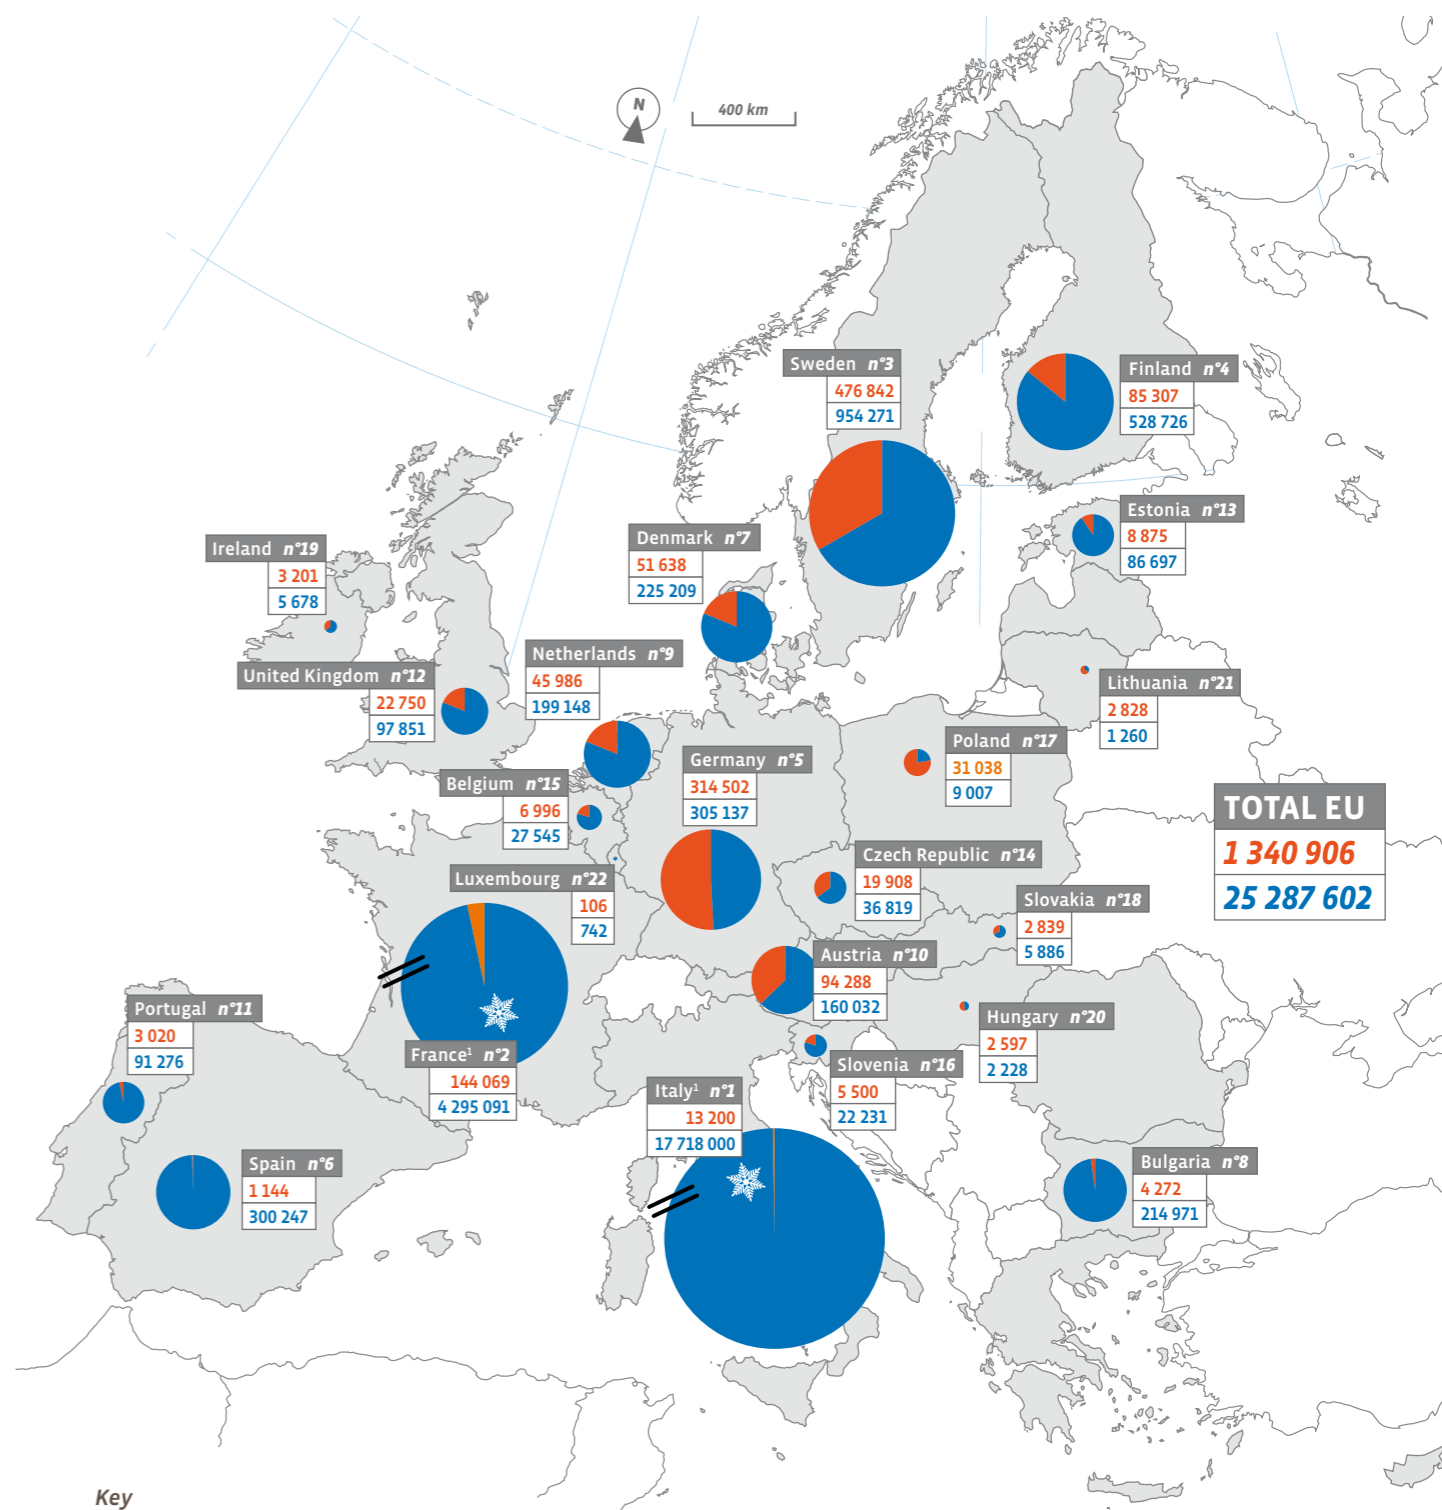 N
400 km
Sweden n°3
476 842
954 271
Finland n°4
85 307
528 726
Estonia n°13
8 875
86 697
Denmark n°7
51 638
225 209
Ireland n°19
3 201
5 678
Netherlands n°9
45 986
199 148
United Kingdom n°12
22 750
97 851
Lithuania n°21
2 828
1 260
Poland n°17
31 038
9 007
Germany n°5
314 502
305 137
Belgium n°15
6 996
27 545
TOTAL EU
1 340 906
25 287 602
Czech Republic n°14
19 908
36 819
Luxembourg n°22
106
742
Slovakia n°18
2 839
5 886
Austria n°10
94 288
160 032
Portugal n°11
3 020
91 276
Hungary n°20
2 597
2 228
France¹ n°2
144 069
4 295 091
Slovenia n°16
5 500
22 231
Italy¹ n°1
13 200
17 718 000
Spain n°6
1 144
300 247
Bulgaria n°8
4 272
214 971
Key